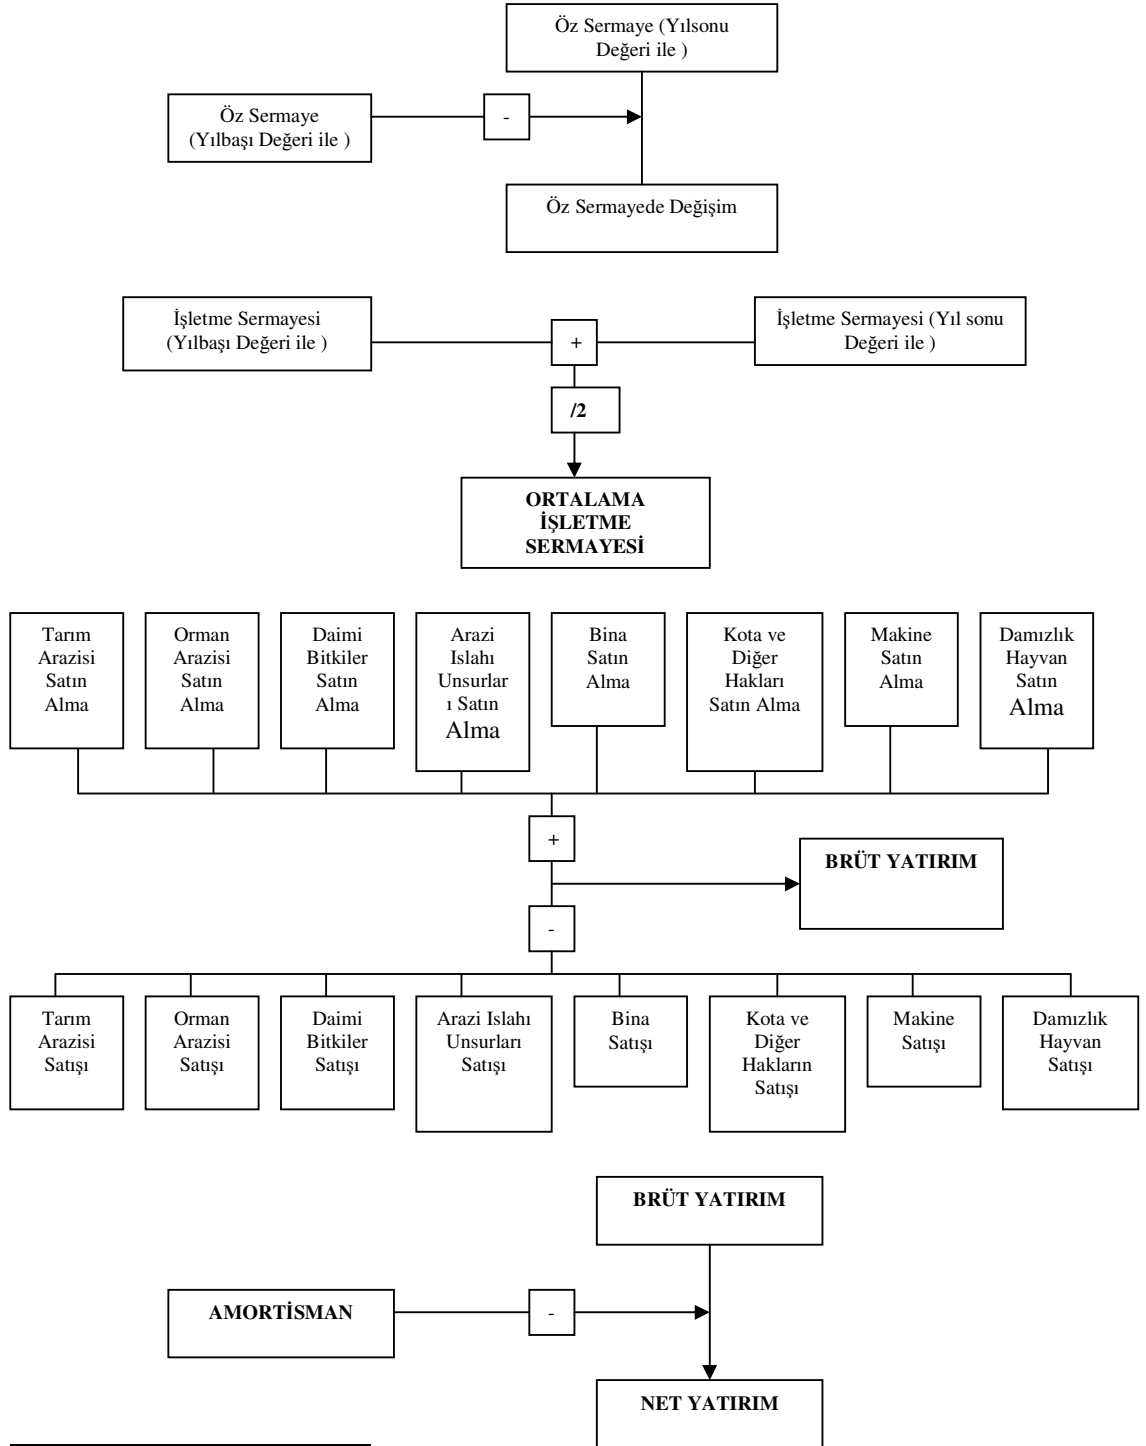 Öz Sermaye (Yılsonu
Değeri ile )
Öz Sermaye
(Yılbaşı Değeri ile )
-
Öz Sermayede Değişim
İşletme Sermayesi
(Yılbaşı Değeri ile )
+
İşletme Sermayesi (Yıl sonu
Değeri ile )
/2
ORTALAMA
İŞLETME
SERMAYESİ
Tarım
Arazisi
Satın
Alma
Orman
Arazisi
Satın
Alma
Daimi
Bitkiler
Satın
Alma
Arazi
Islahı
Unsurlar
ı Satın
Alma
Bina
Satın
Alma
Kota ve
Diğer
Hakları
Satın Alma
Makine
Satın
Alma
Damızlık
Hayvan
Satın
Alma
+
BRÜT YATIRIM
-
Tarım
Arazisi
Satışı
Orman
Arazisi
Satışı
Daimi
Bitkiler
Satışı
Arazi Islahı
Unsurları
Satışı
Bina
Satışı
Kota ve
Diğer
Hakların
Satışı
Makine
Satışı
Damızlık
Hayvan
Satışı
BRÜT YATIRIM
AMORTİSMAN
-
NET YATIRIM